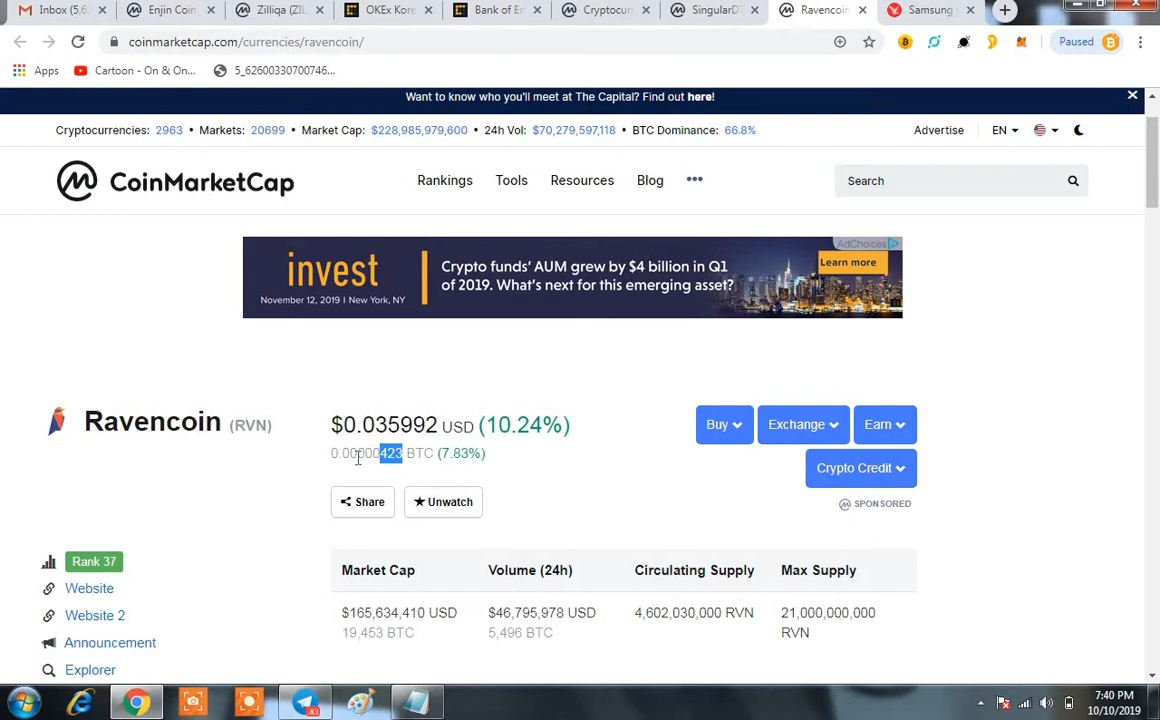 Inbox (5,6 Enjin Coin Zilliqa (ZIL OKEx Kore Bank of En Cryptocur SingularDT Ravencoin Samsung
coinmarketcap.com/currencies/ravencoin/ Paused
Apps Cartoon - On & On... 5_62600330700746...
Want to know who you'll meet at The Capital? Find out here!
Cryptocurrencies: 2963 • Markets: 20699 • Market Cap: $228,985,979,600 • 24h Vol: $70,279,597,118 • BTC Dominance: 66.8% Advertise EN
CoinMarketCap Rankings Tools Resources Blog ••• Search
AdChoices
invest
November 12, 2019 | New York, NY
Crypto funds' AUM grew by $4 billion in Q1
of 2019. What's next for this emerging asset?
Learn more
Ravencoin (RVN)
$0.035992 USD (10.24%)
0.00000423 BTC (7.83%)
Buy Exchange Earn
Crypto Credit
Share Unwatch
SPONSORED
Rank 37
Website
Website 2
Announcement
Explorer
Market Cap Volume (24h) Circulating Supply Max Supply
$165,634,410 USD $46,795,978 USD 4,602,030,000 RVN 21,000,000,000
19,453 BTC 5,496 BTC RVN
83
7:40 PM
10/10/2019